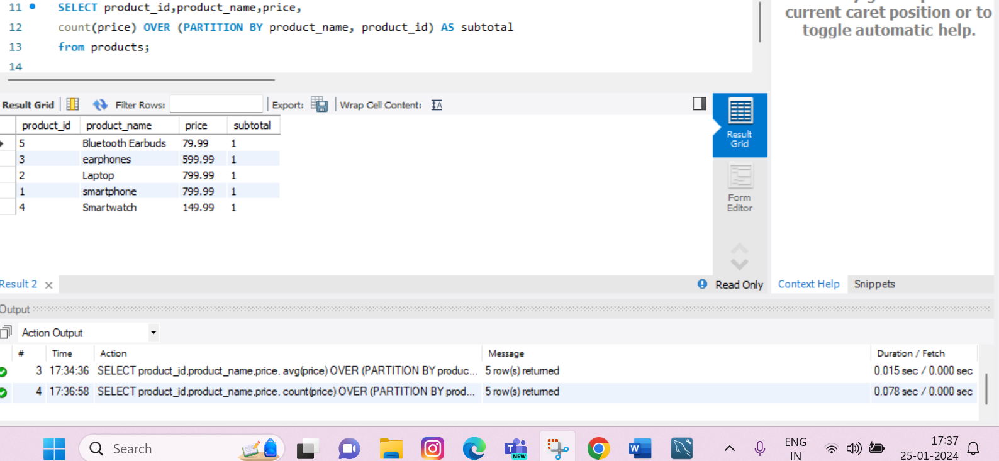 11 SELECT product_id,product_name,price,
12 count(price) OVER (PARTITION BY product_name, product_id) AS subtotal
13 from products;
14
current caret position or to
toggle automatic help.
Result Grid Filter Rows: Export: Wrap Cell Content:
product_id product_name price subtotal
5 Bluetooth Earbuds 79.99 1
3 earphones 599.99 1
2 Laptop 799.99 1
1 smartphone 799.99 1
4 Smartwatch 149.99 1
Result
Grid
Form
Editor
Result 2
Read Only
Context Help Snippets
Output
Action Output
# Time Action Message Duration / Fetch
3 17:34:36 SELECT product_id,product_name,price, avg(price) OVER (PARTITION BY produc... 5 row(s) returned 0.015 sec / 0.000 sec
4 17:36:58 SELECT product_id,product_name,price, count(price) OVER (PARTITION BY prod... 5 row(s) returned 0.078 sec / 0.000 sec
Search
T
NEW
W
ENG
IN
17:37
25-01-2024